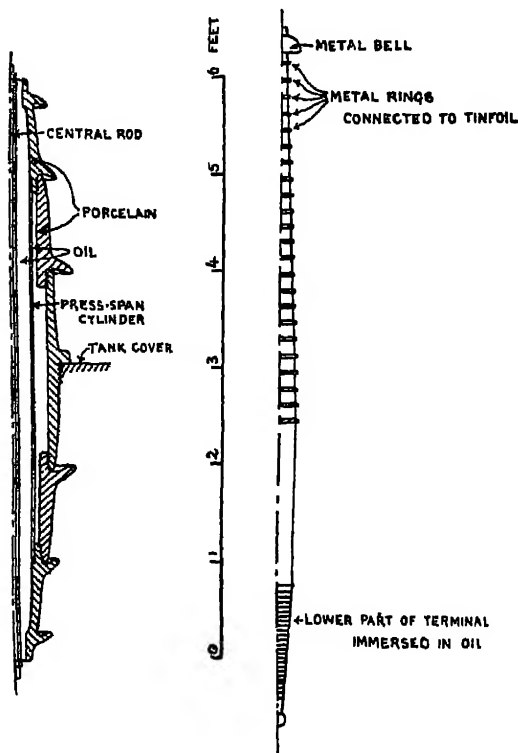 CENTRAL ROD
PORCELAIN
OIL
PRESS-SPAN
CYLINDER
TANK COVER
FEET
6
5
4
3
2
1
0
METAL BELL
METAL RINGS
CONNECTED TO TINFOIL
LOWER PART OF TERMINAL
IMMERSED IN OIL